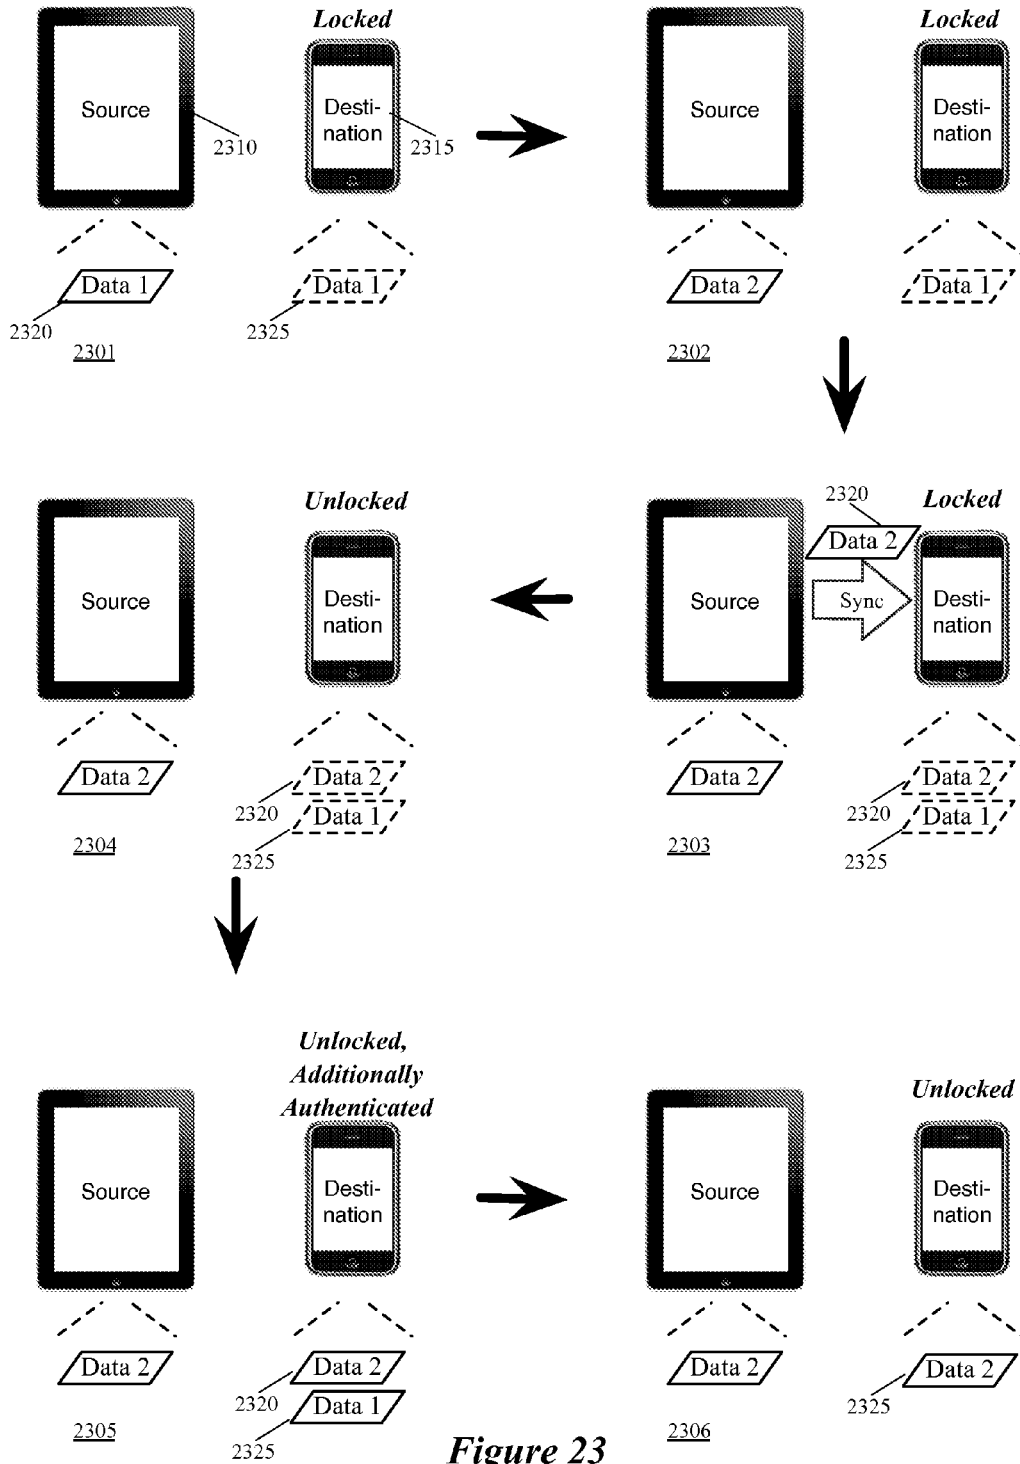 Locked
Source
Desti-
nation
2310
2315
Data 1
Data 1
2320
2325
2301
Locked
Source
Desti-
nation
Data 2
Data 1
2302
2320
Locked
Data 2
Source
Sync
Desti-
nation
Data 2
Data 2
2320
Data 1
2325
2303
Unlocked
Source
Desti-
nation
Data 2
Data 2
2320
Data 1
2325
2304
Unlocked,
Additionally
Authenticated
Source
Desti-
nation
Data 2
Data 2
2320
Data 1
2325
2305
Unlocked
Source
Desti-
nation
Data 2
Data 2
2325
2306
Figure 23